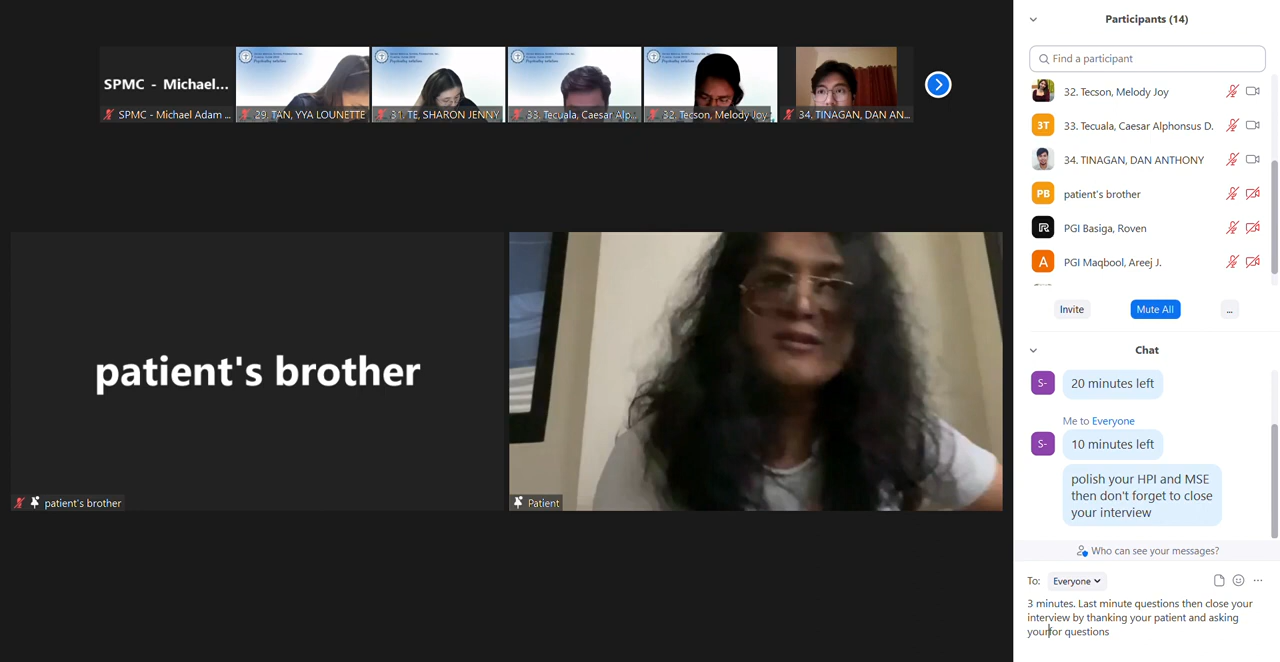 SPMC - Michael...
SPMC - Michael Adam ...
29. TAN, YYA LOUNETTE
31. TE, SHARON JENNY
33. Tecuala, Caesar Alp...
32. Tecson, Melody Joy
34. TINAGAN, DAN AN...
patient's brother
patient's brother
Patient
Participants (14)
Find a participant
32. Tecson, Melody Joy
3T
33. Tecuala, Caesar Alphonsus D.
34. TINAGAN, DAN ANTHONY
PB
patient's brother
R
PGI Basiga, Roven
A
PGI Maqbool, Areej J.
Invite
Mute All
...
Chat
S-
20 minutes left
Me to Everyone
S-
10 minutes left
polish your HPI and MSE
then don't forget to close
your interview
Who can see your messages?
To:
Everyone
3 minutes. Last minute questions then close your
interview by thanking your patient and asking
yourfor questions